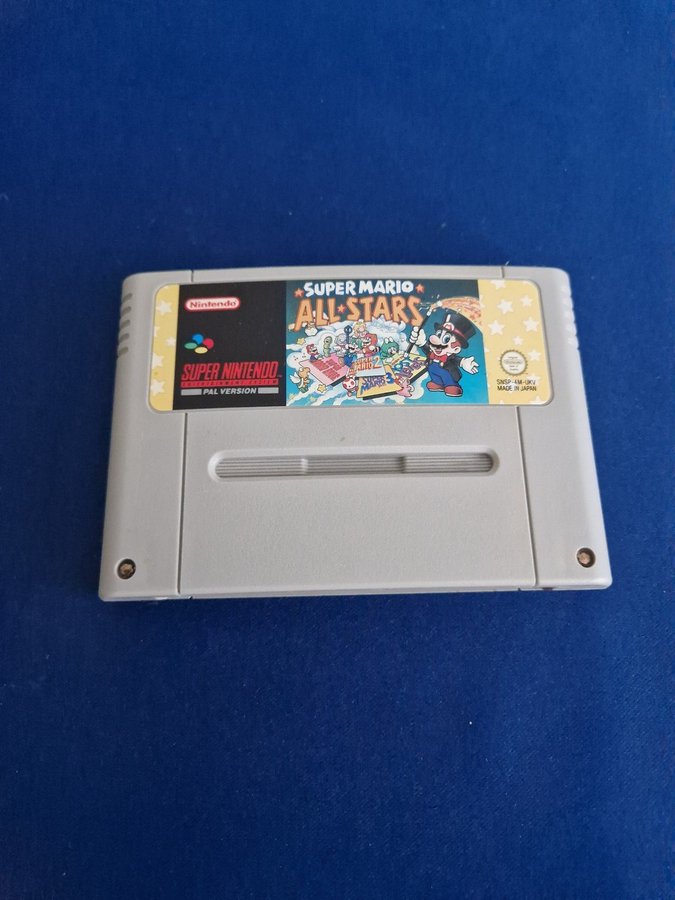 Nintendo
SUPER NINTENDO
ENTERTAINMENT SYSTEM
PAL VERSION
SUPER MARIO
ALL★STARS
SNSP-4M-UKV
MADE IN JAPAN